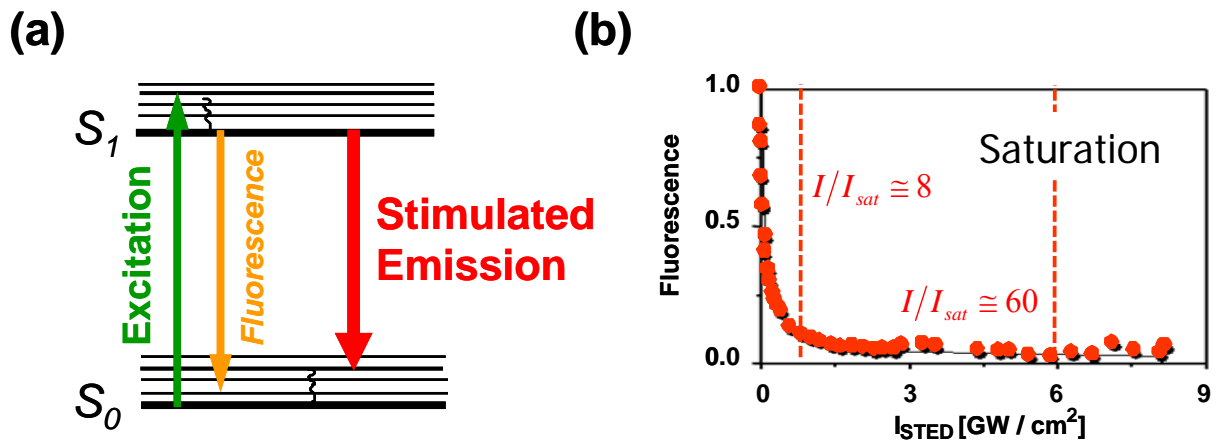 (a)
S1
S0
Excitation
Fluorescence
Stimulated
Emission
(b)
Fluorescence
1.0
0.5
0.0
Saturation
I/Isat ≅ 8
I/Isat ≅ 60
0
3
6
9
ISTED [GW / cm²]